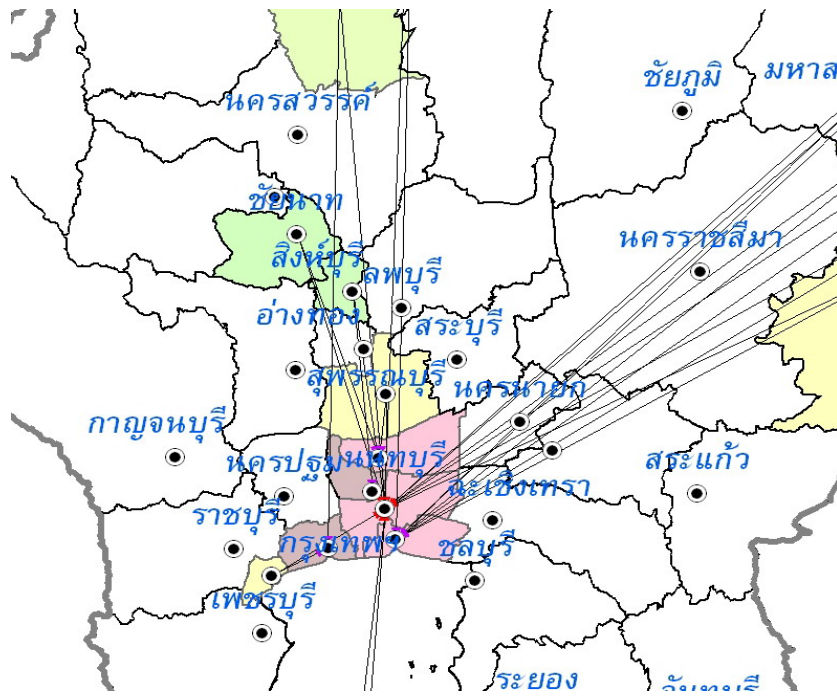 ชัยภูมิ
มหาส
นครสวรรค์
ชัยนาท
นครราชสีมา
สิงห์บุรี
ลพบุรี
อ่างทอง
สระบุรี
สุพรรณบุรี
นครนายก
กาญจนบุรี
นครปฐม
นนทบุรี
สระแก้ว
ฉะเชิงเทรา
ราชบุรี
กรุงเทพฯ
ชลบุรี
เพชรบุรี
ระยอง
จันทบุรี